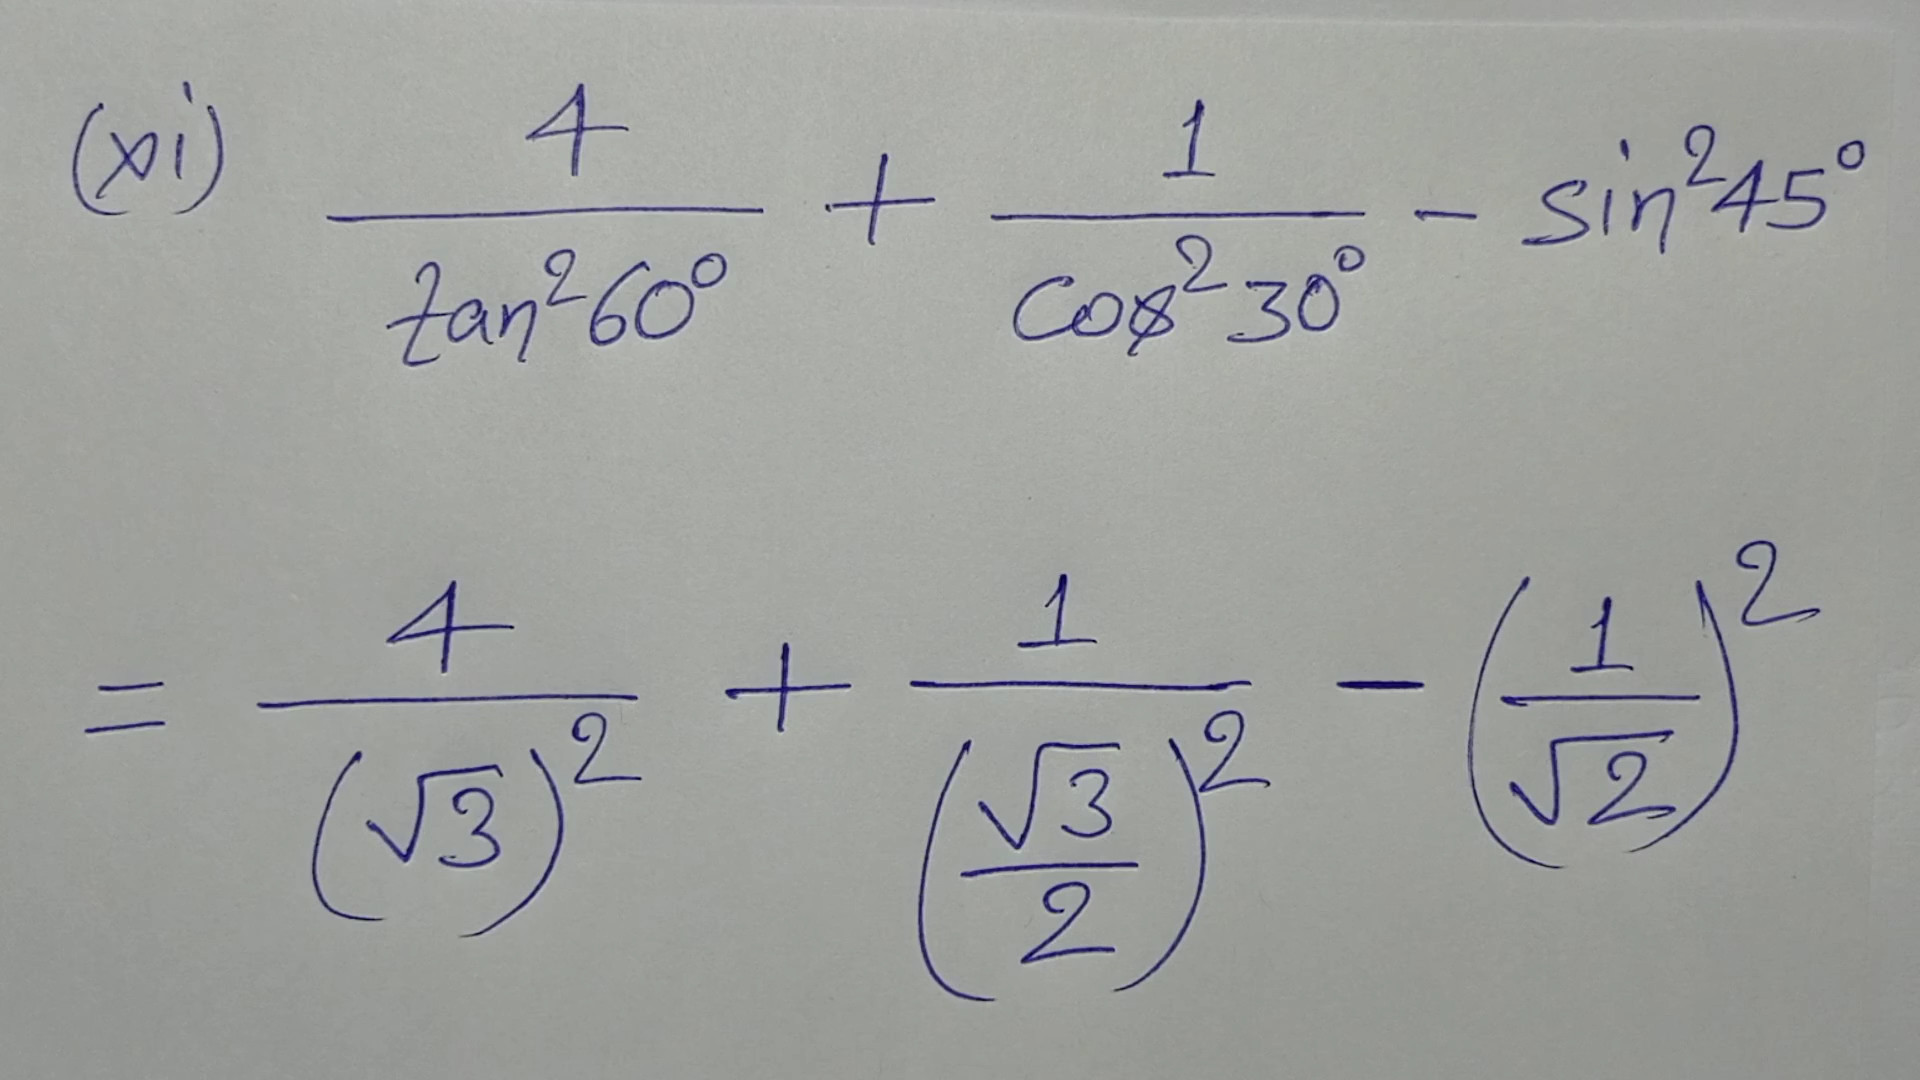 (xi) 4/tan²60° + 1/cos²30° - sin²45°
= 4/(√3)² + 1/(√3/2)² - (1/√2)²